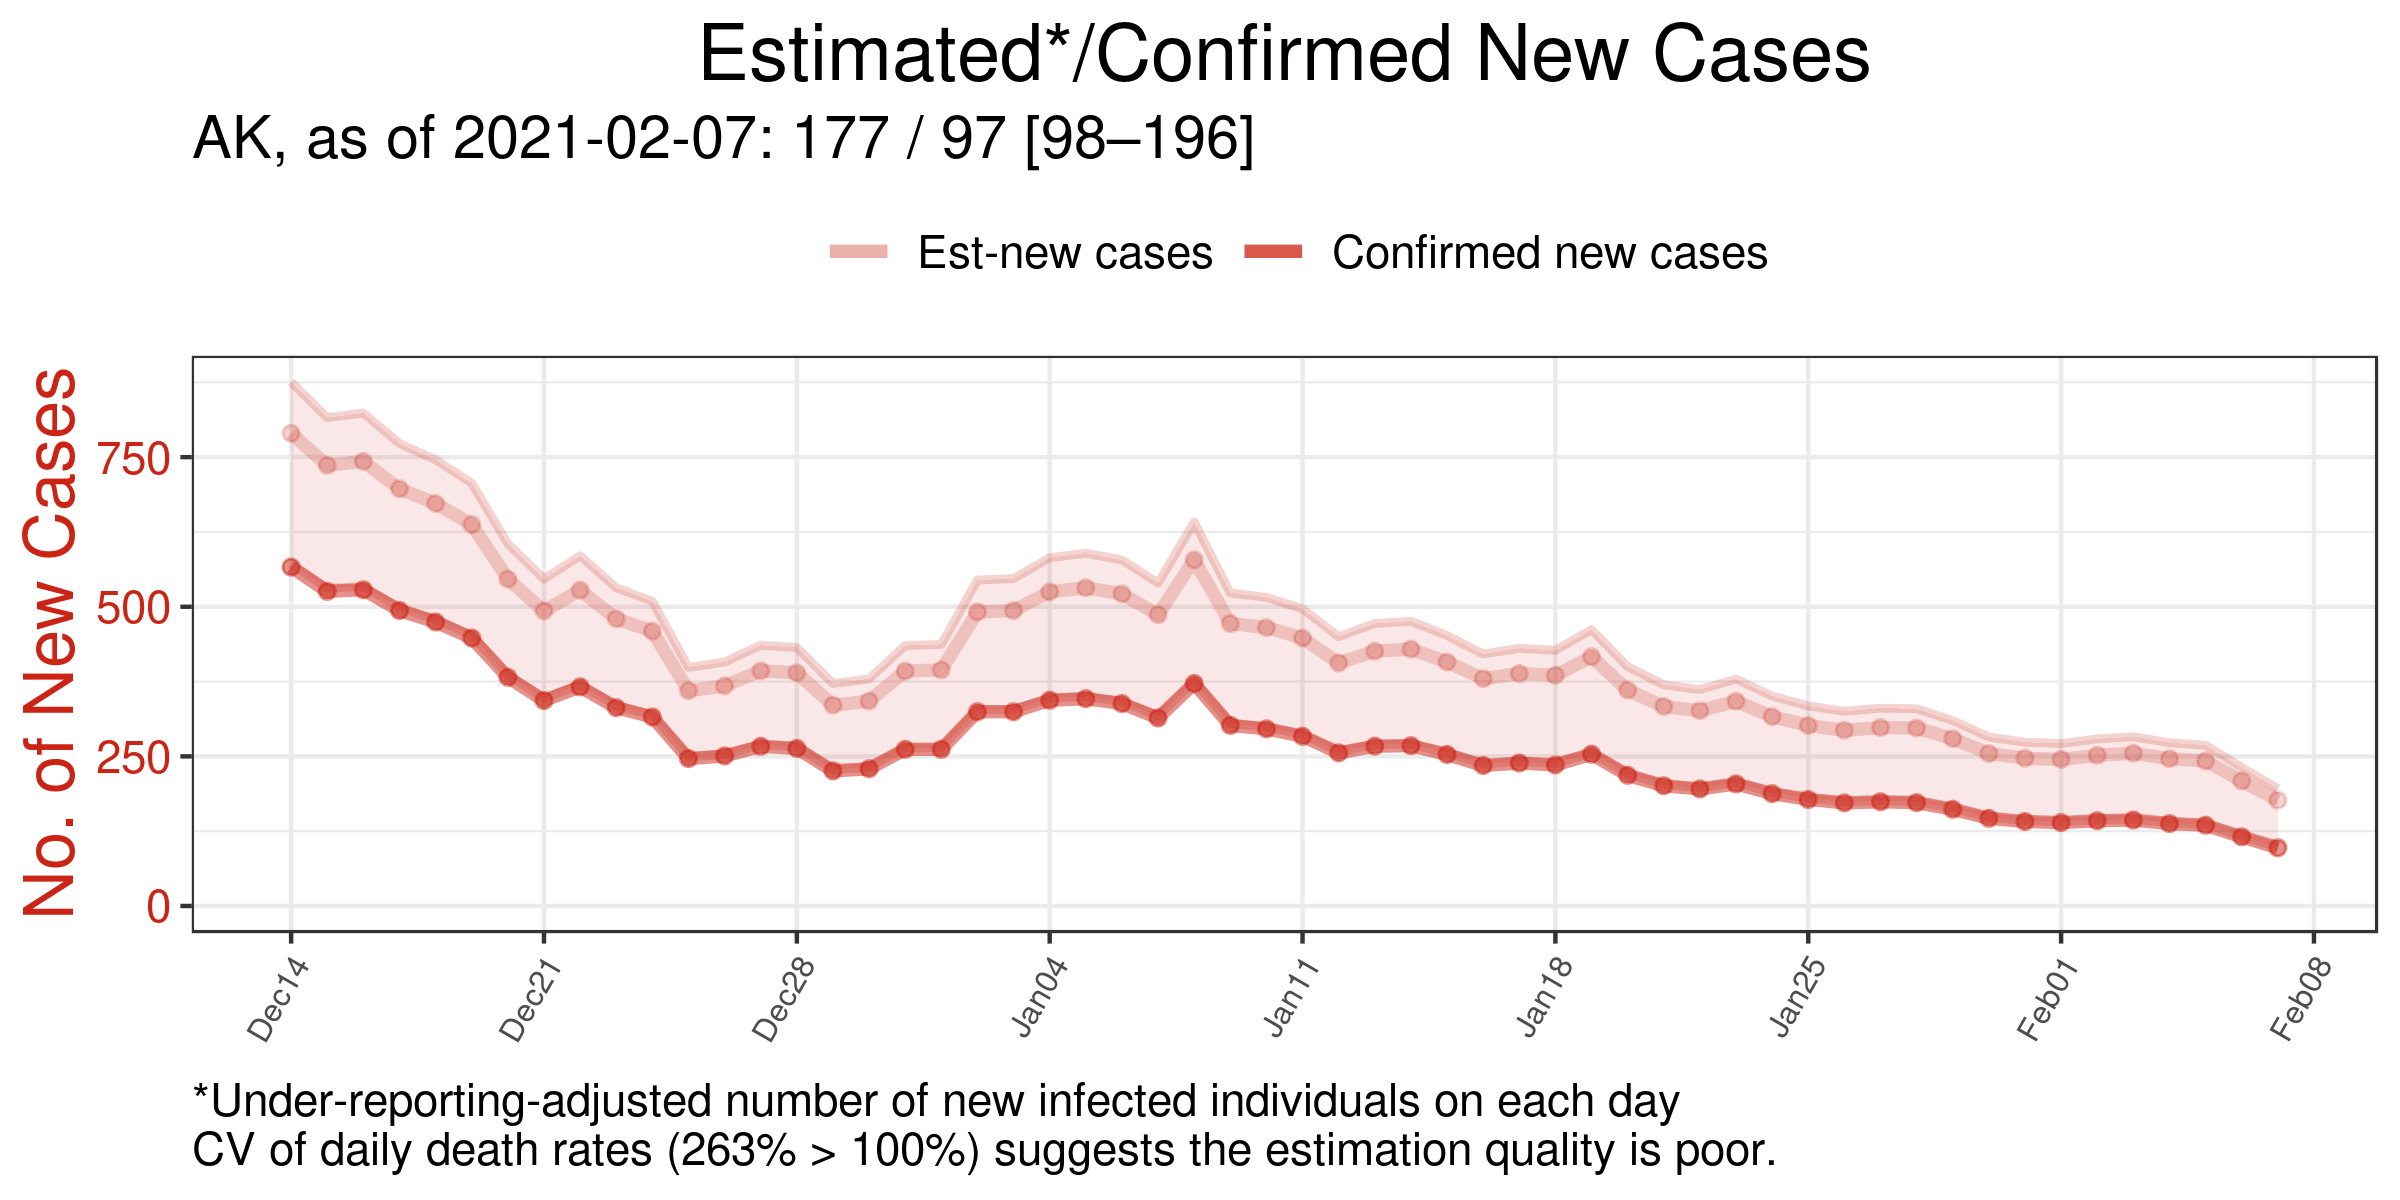 Estimated*/Confirmed New Cases
AK, as of 2021-02-07: 177 / 97 [98–196]
Est-new cases Confirmed new cases
No. of New Cases
750
500
250
0
Dec14 Dec21 Dec28 Jan04 Jan11 Jan18 Jan25 Feb01 Feb08
*Under-reporting-adjusted number of new infected individuals on each day
CV of daily death rates (263% > 100%) suggests the estimation quality is poor.